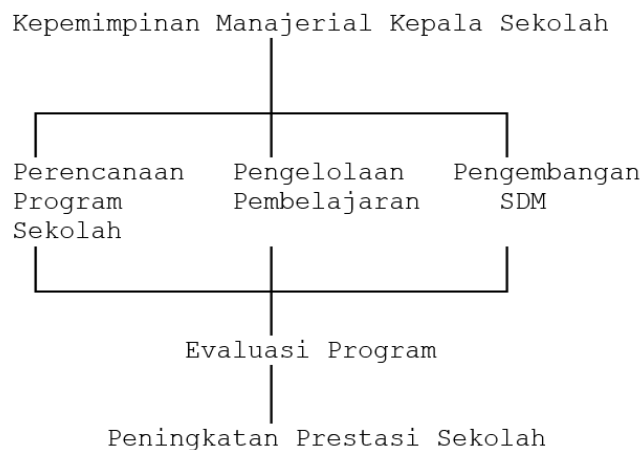 Kepemimpinan Manajerial Kepala Sekolah
Perencanaan
Program
Sekolah
Pengelolaan
Pembelajaran
Pengembangan
SDM
Evaluasi Program
Peningkatan Prestasi Sekolah